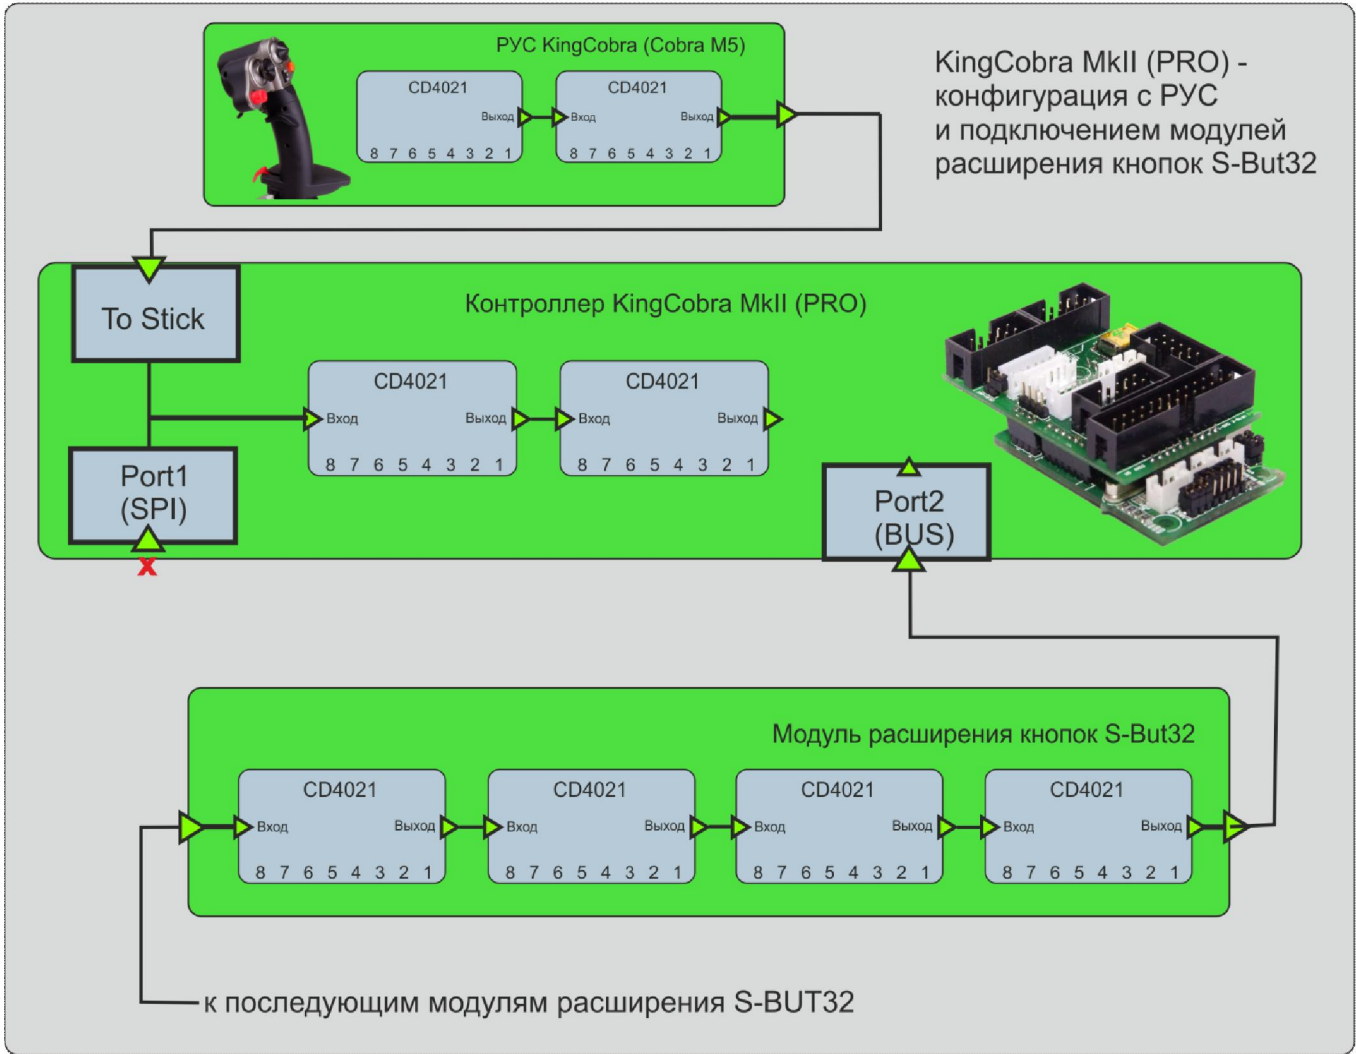 РУС KingCobra (Cobra M5)
KingCobra MkII (PRO) -
конфигурация с РУС
и подключением модулей
расширения кнопок S-But32
CD4021
Выход
8 7 6 5 4 3 2 1
CD4021
Вход
Выход
8 7 6 5 4 3 2 1
To Stick
Контроллер KingCobra MkII (PRO)
CD4021
Вход
Выход
8 7 6 5 4 3 2 1
CD4021
Вход
Выход
8 7 6 5 4 3 2 1
Port1
(SPI)
x
Port2
(BUS)
Модуль расширения кнопок S-But32
CD4021
Вход
Выход
8 7 6 5 4 3 2 1
CD4021
Вход
Выход
8 7 6 5 4 3 2 1
CD4021
Вход
Выход
8 7 6 5 4 3 2 1
CD4021
Вход
Выход
8 7 6 5 4 3 2 1
к последующим модулям расширения S-BUT32